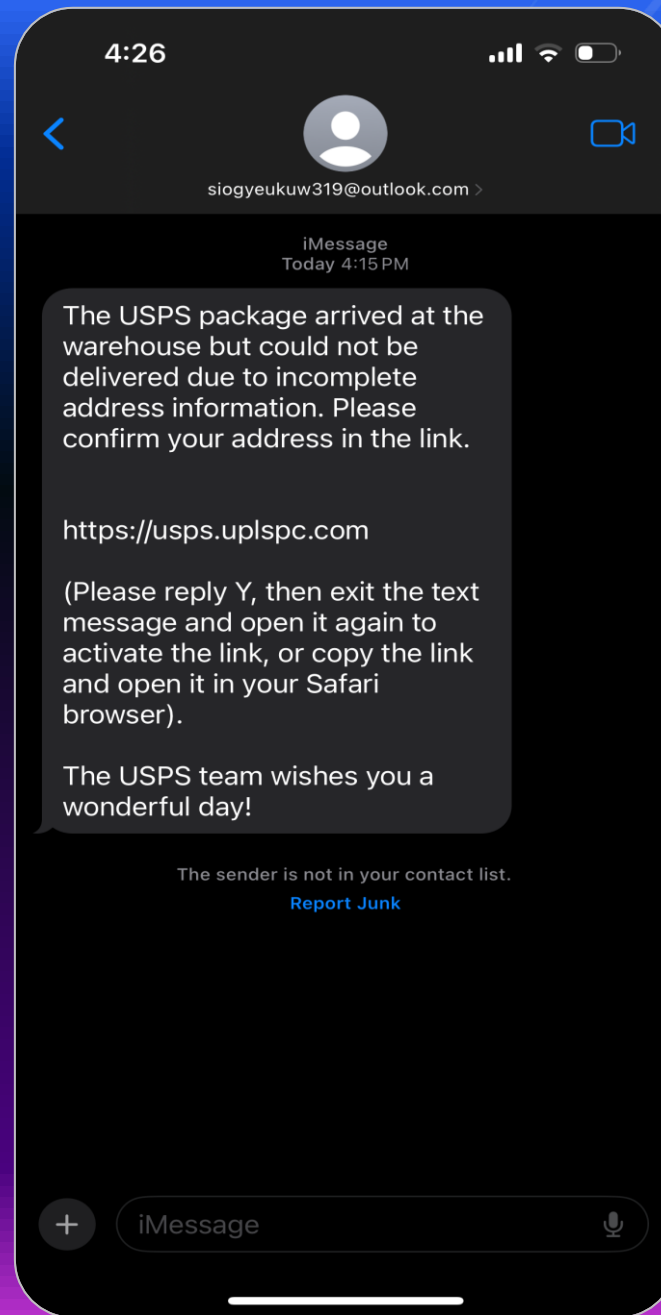 4:26
siogyeukuw319@outlook.com
iMessage
Today 4:15 PM
The USPS package arrived at the
warehouse but could not be
delivered due to incomplete
address information. Please
confirm your address in the link.
https://usps.uplspc.com
(Please reply Y, then exit the text
message and open it again to
activate the link, or copy the link
and open it in your Safari
browser).
The USPS team wishes you a
wonderful day!
The sender is not in your contact list.
Report Junk
iMessage